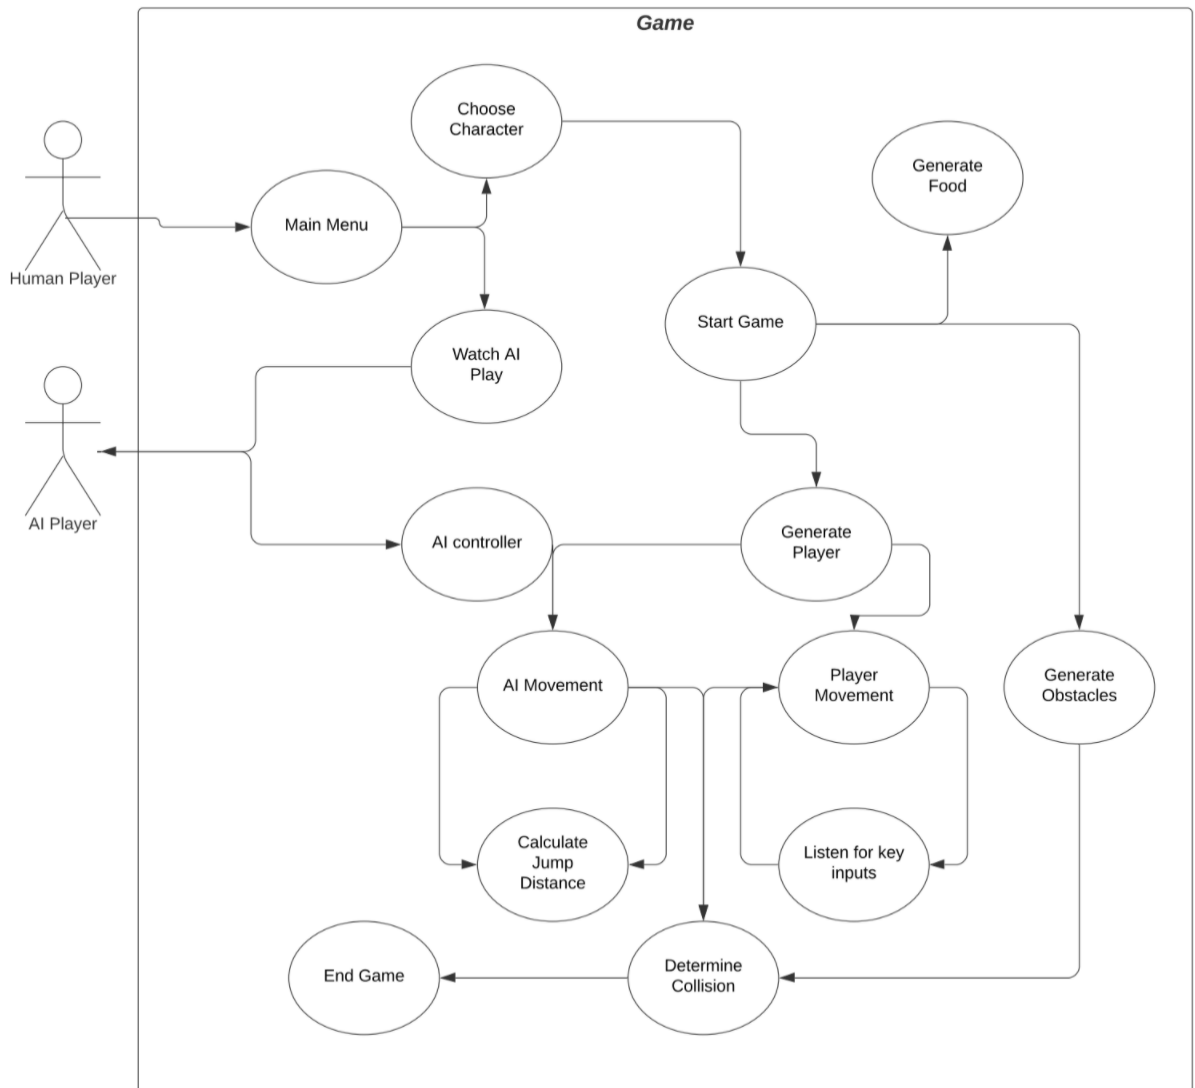 Game
Choose
Character
Generate
Food
Main Menu
Human Player
Start Game
Watch AI
Play
AI Player
AI controller
Generate
Player
AI Movement
Player
Movement
Generate
Obstacles
Calculate
Jump
Distance
Listen for key
inputs
End Game
Determine
Collision